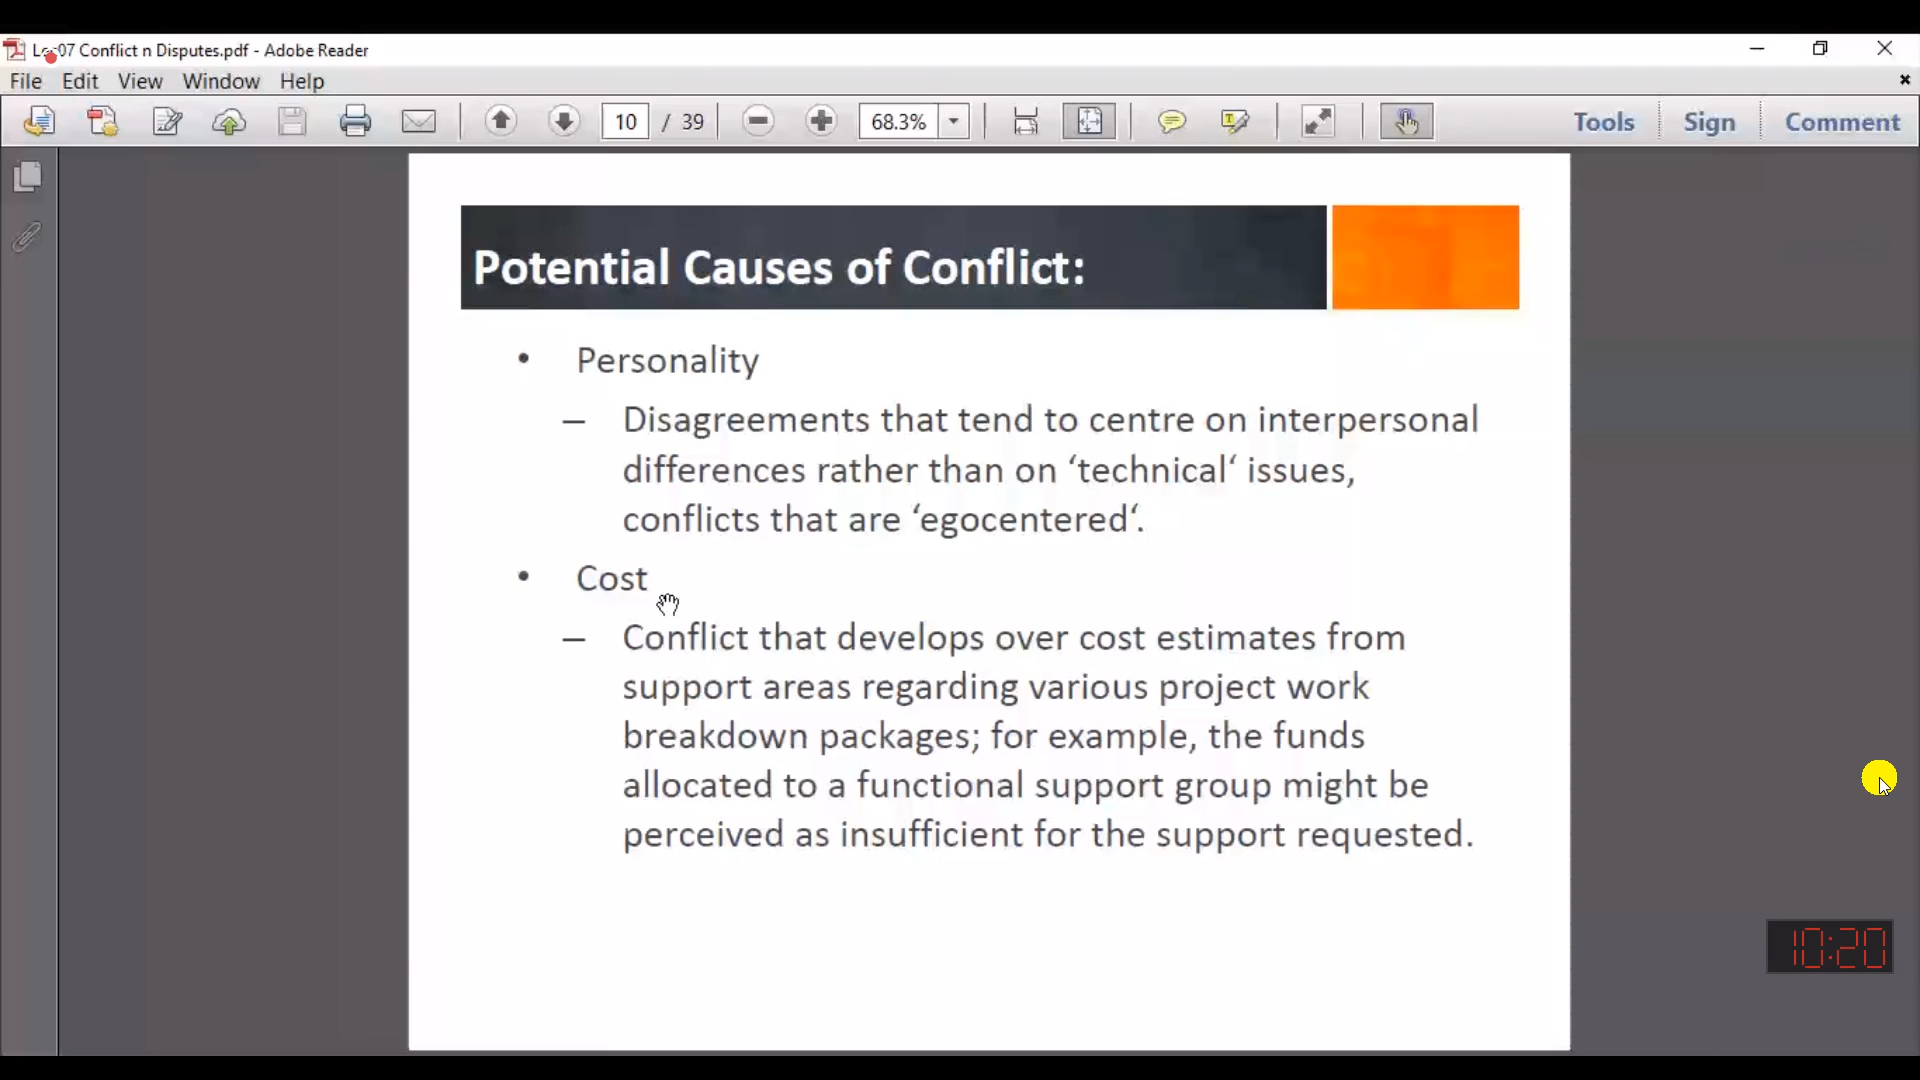 07 Conflict n Disputes.pdf - Adobe Reader
File Edit View Window Help
10 / 39 68.3% Tools Sign Comment
Potential Causes of Conflict:
• Personality
– Disagreements that tend to centre on interpersonal
differences rather than on ‘technical‘ issues,
conflicts that are ‘egocentered‘.
• Cost
– Conflict that develops over cost estimates from
support areas regarding various project work
breakdown packages; for example, the funds
allocated to a functional support group might be
perceived as insufficient for the support requested.
10:20